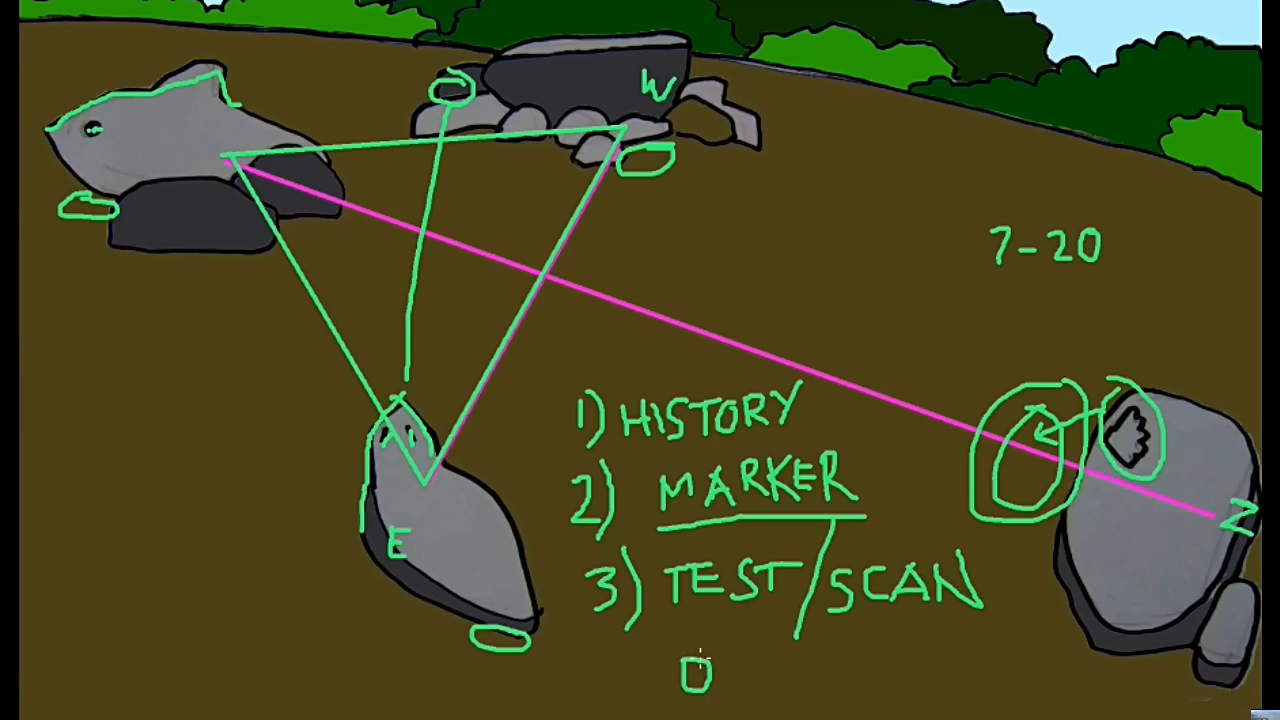 W
7-20
1) HISTORY
2) MARKER
E
N
3) TEST/SCAN